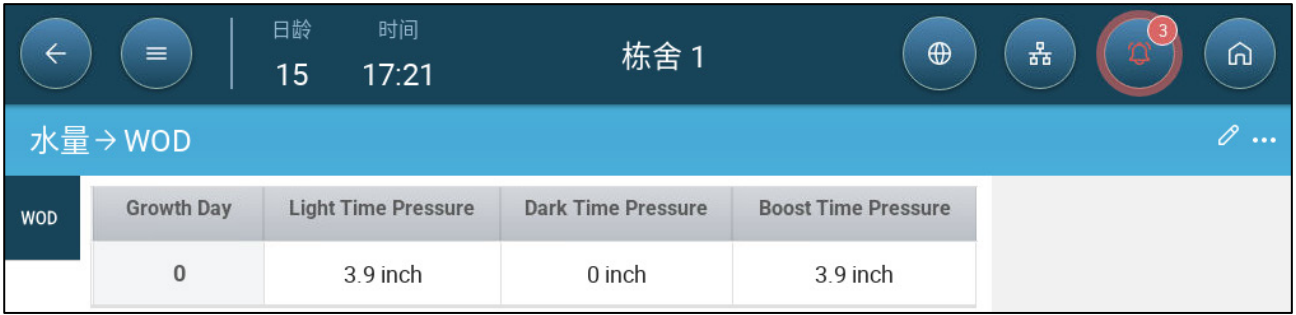 日龄 时间
15 17:21
栋舍 1
3
水量→WOD
WOD
Growth Day Light Time Pressure Dark Time Pressure Boost Time Pressure
0 3.9 inch 0 inch 3.9 inch